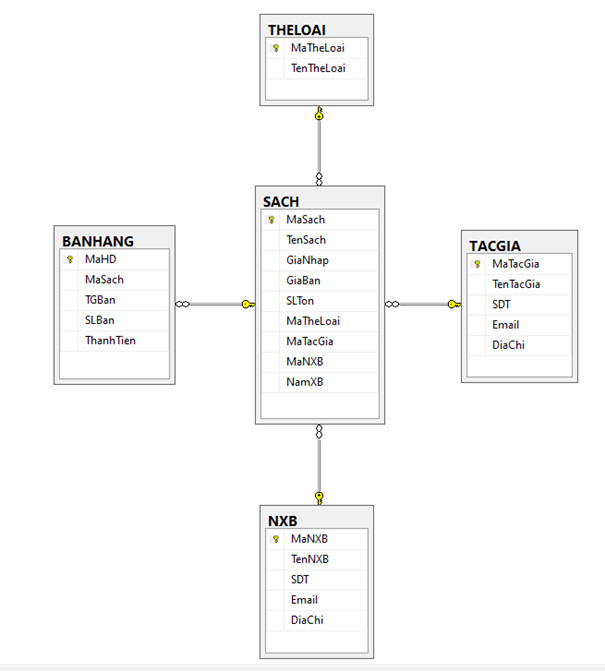 THELOAI
MaTheLoai
TenTheLoai
SACH
MaSach
TenSach
GiaNhap
GiaBan
SLTon
MaTheLoai
MaTacGia
MaNXB
NamXB
BANHANG
MaHD
MaSach
TGBan
SLBan
ThanhTien
TACGIA
MaTacGia
TenTacGia
SDT
Email
DiaChi
NXB
MaNXB
TenNXB
SDT
Email
DiaChi